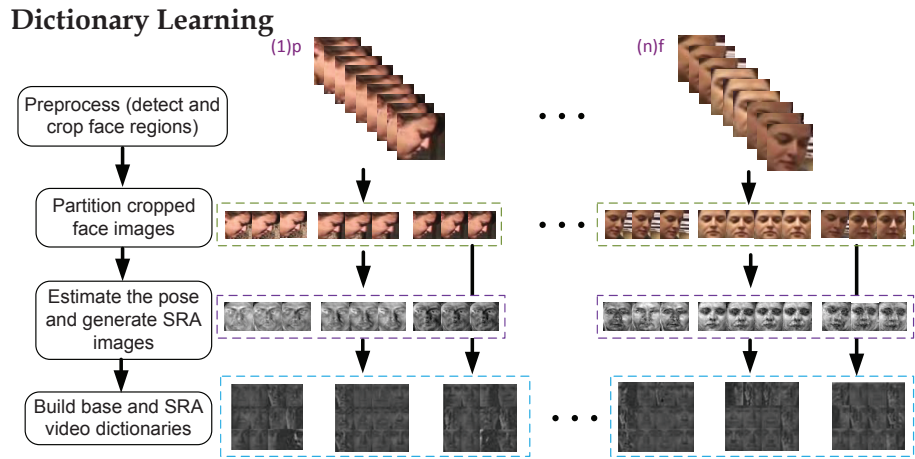 Dictionary Learning
(1)p
(n)f
Preprocess (detect and
crop face regions)
Partition cropped
face images
Estimate the pose
and generate SRA
images
Build base and SRA
video dictionaries